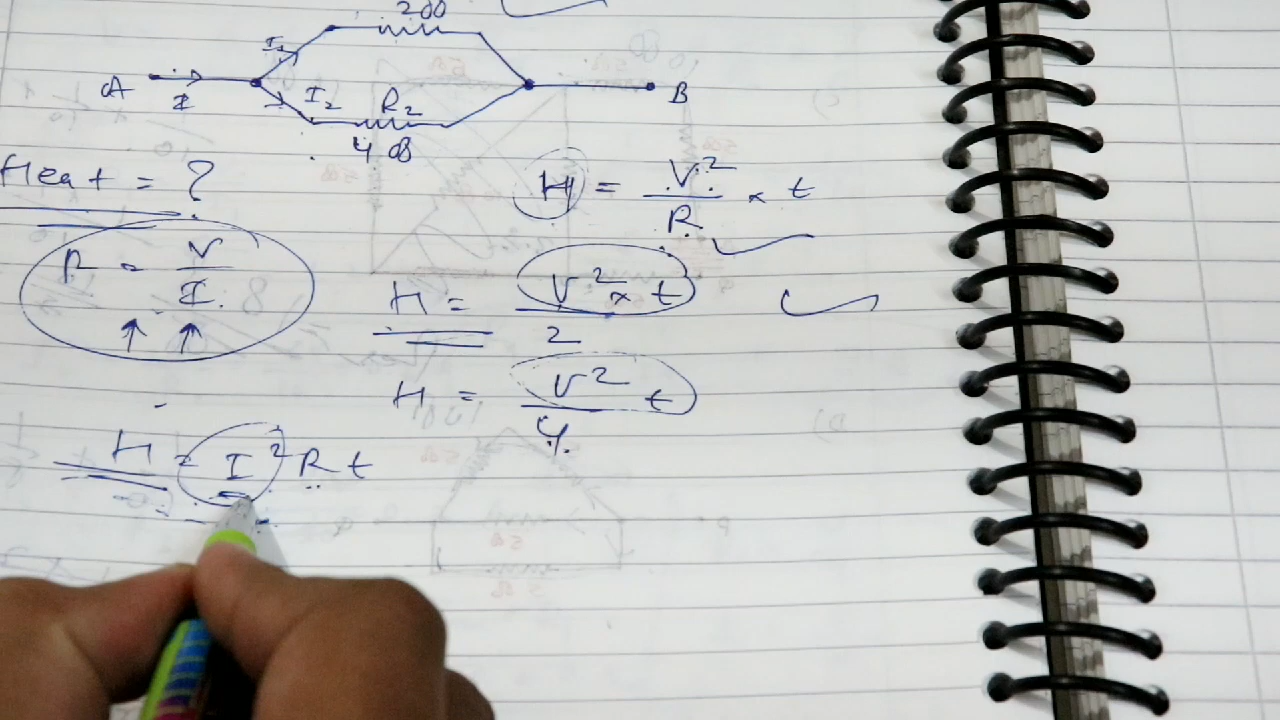 200
I₁
A I I₂ R₂ B
4 Ω
Heat = ?
H = V²/R × t
R = V/I
H = V² × t / 2
H = V² t / 4
H = I² R t